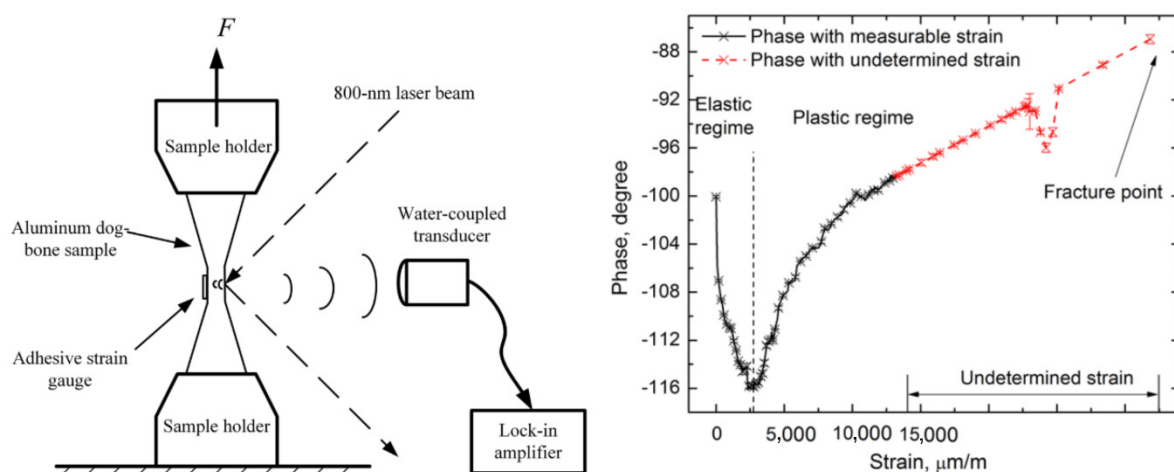 F
800-nm laser beam
Sample holder
Aluminum dog-
bone sample
Water-coupled
transducer
Adhesive strain
gauge
Sample holder
Lock-in
amplifier
Phase with measurable strain
Phase with undetermined strain
Elastic
regime
Plastic regime
Fracture point
Undetermined strain
Phase, degree
-88
-92
-96
-100
-104
-108
-112
-116
0
5,000
10,000
15,000
Strain, μm/m